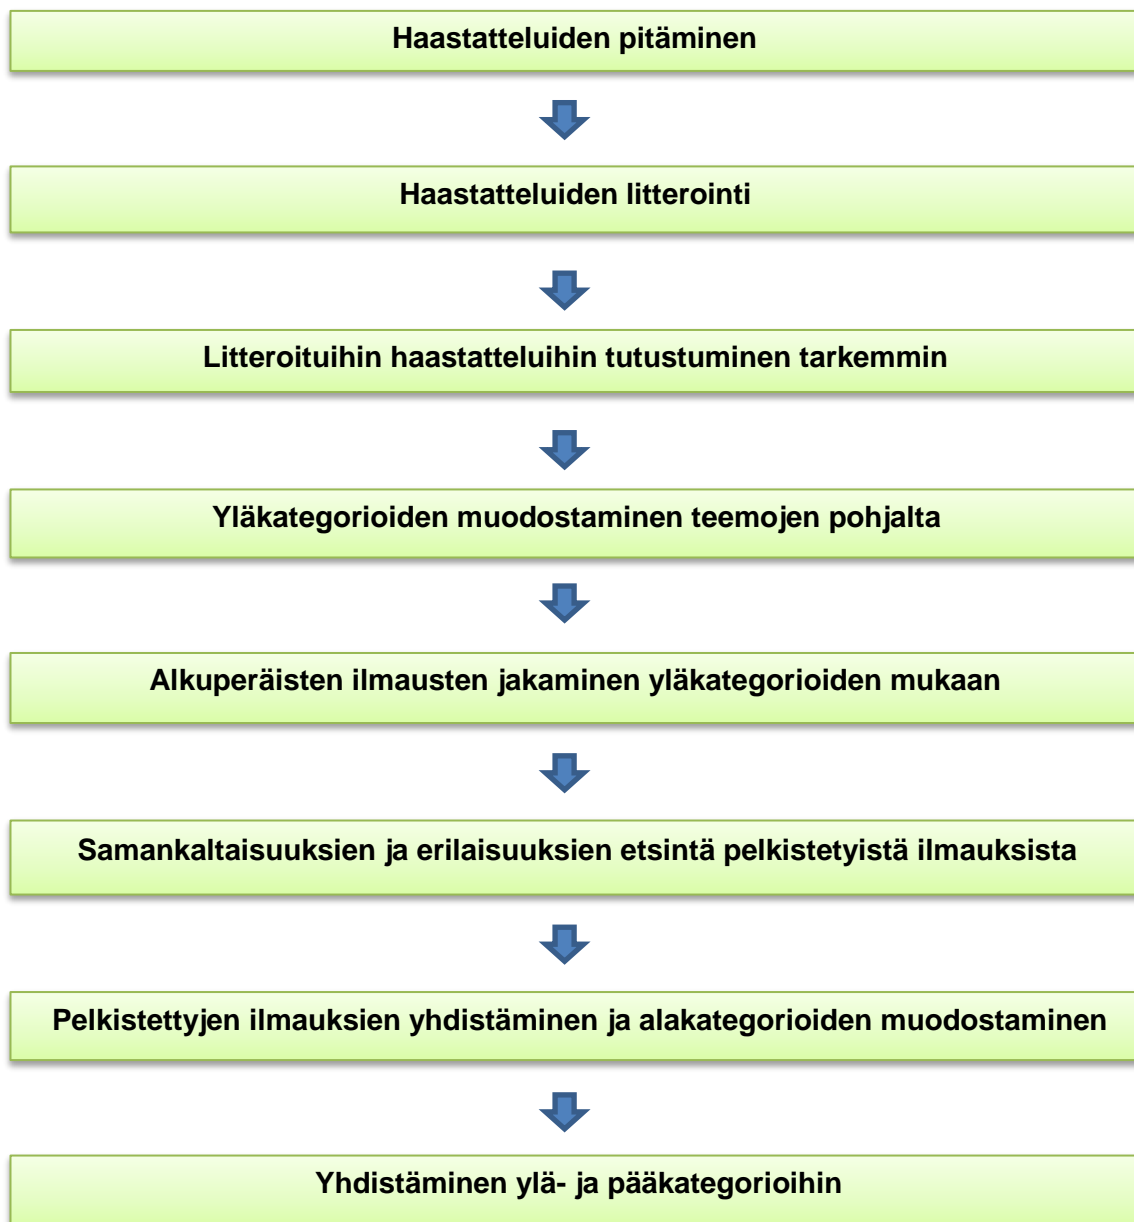 Haastatteluiden pitäminen
Haastatteluiden litterointi
Litteroituihin haastatteluihin tutustuminen tarkemmin
Yläkategorioiden muodostaminen teemojen pohjalta
Alkuperäisten ilmausten jakaminen yläkategorioiden mukaan
Samankaltaisuuksien ja erilaisuuksien etsintä pelkistetyistä ilmauksista
Pelkistettyjen ilmauksien yhdistäminen ja alakategorioiden muodostaminen
Yhdistäminen ylä- ja pääkategorioihin